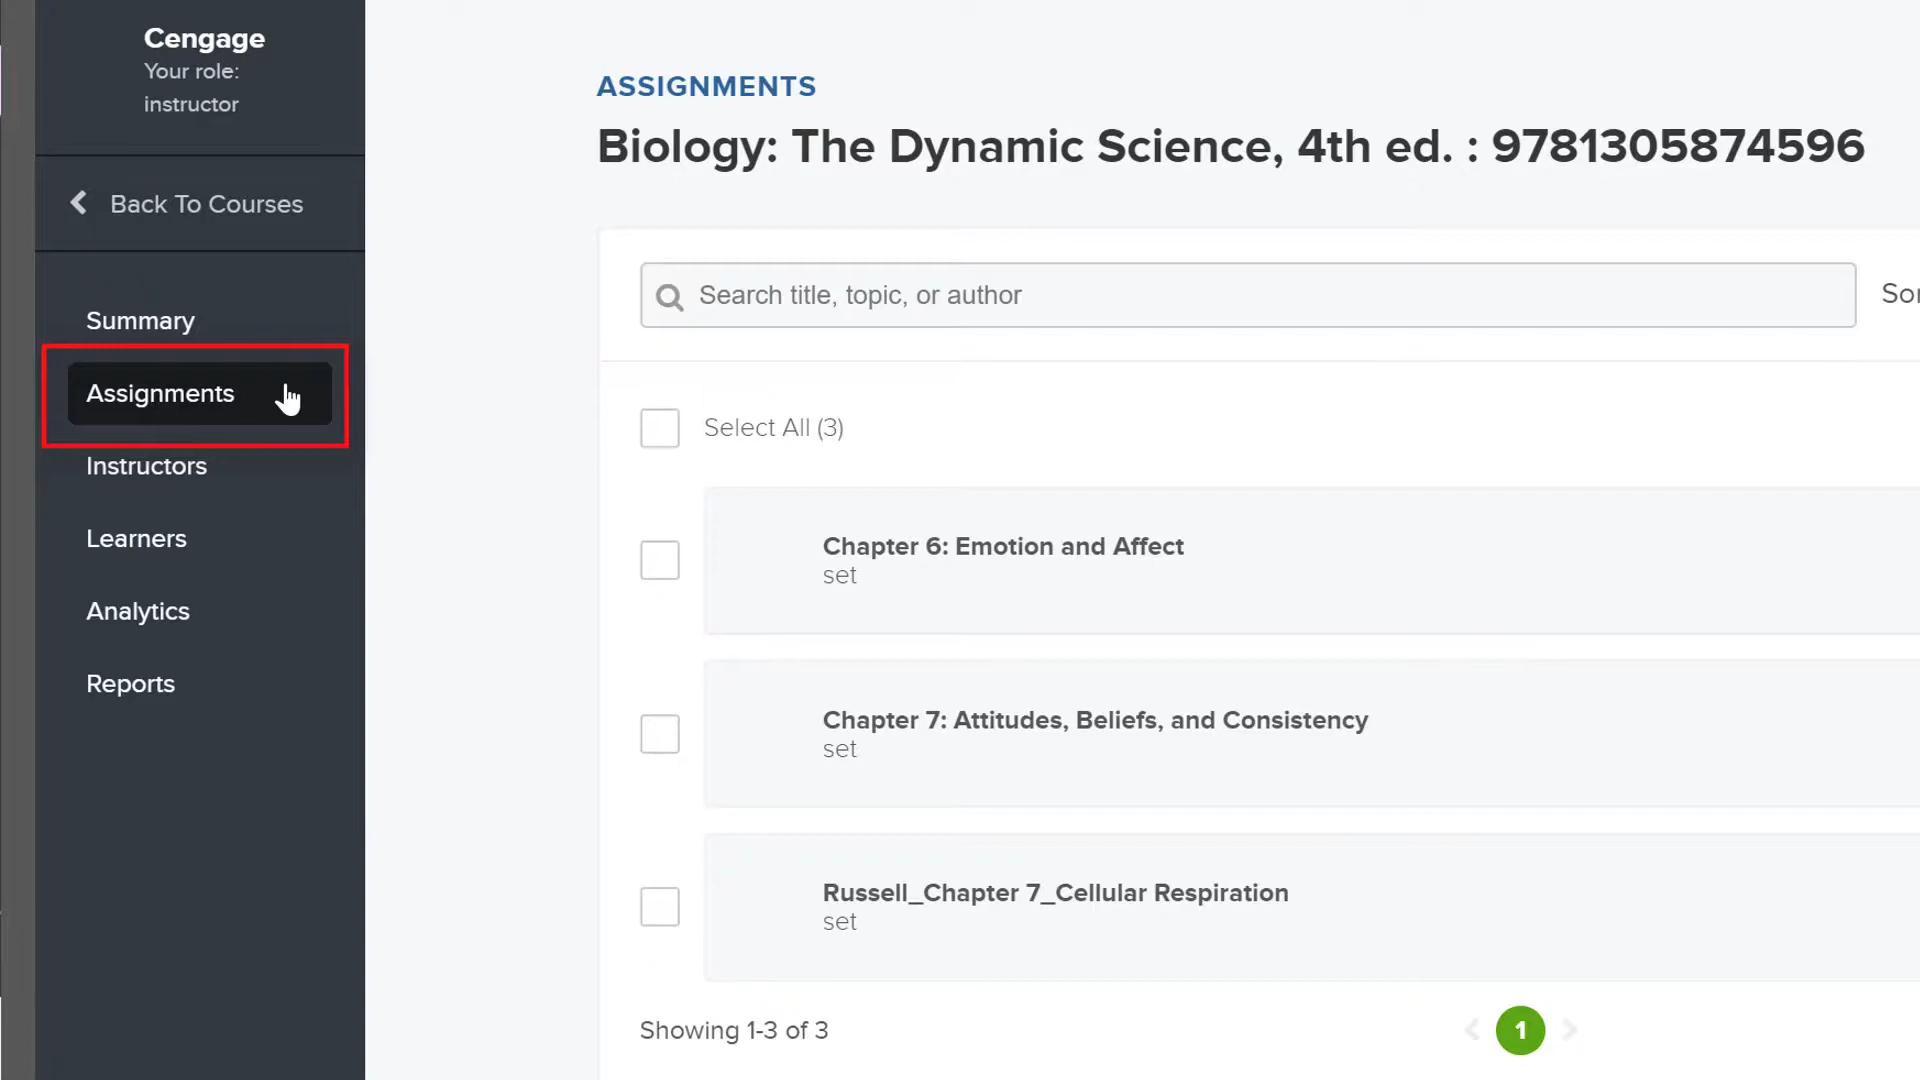 Cengage
Your role:
instructor
Back To Courses
Summary
Assignments
Instructors
Learners
Analytics
Reports
ASSIGNMENTS
Biology: The Dynamic Science, 4th ed. : 9781305874596
Search title, topic, or author
Select All (3)
Chapter 6: Emotion and Affect
set
Chapter 7: Attitudes, Beliefs, and Consistency
set
Russell_Chapter 7_Cellular Respiration
set
Showing 1-3 of 3
1